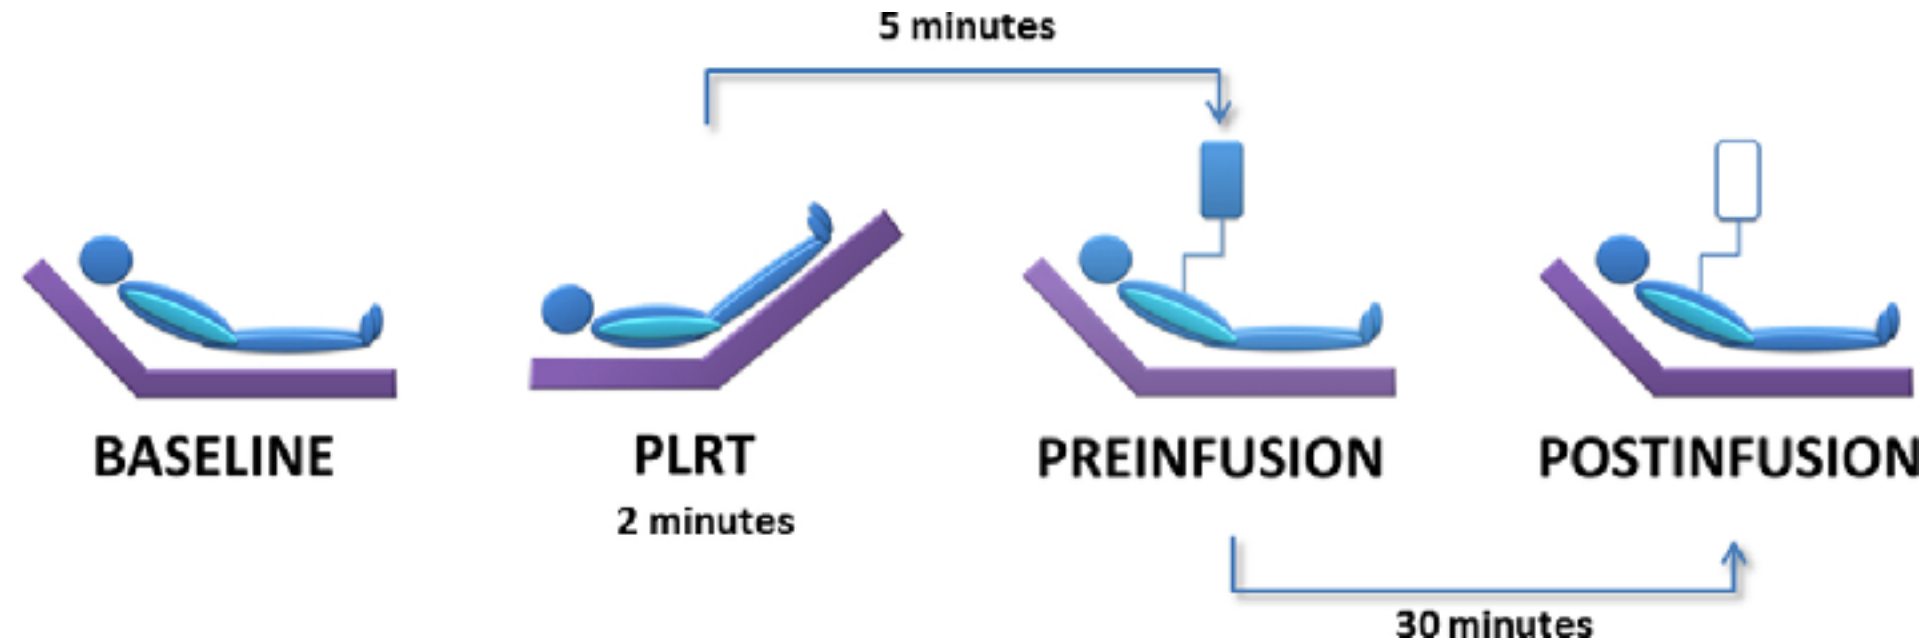 5 minutes
BASELINE
PLRT
PREINFUSION
POSTINFUSION
2 minutes
30 minutes